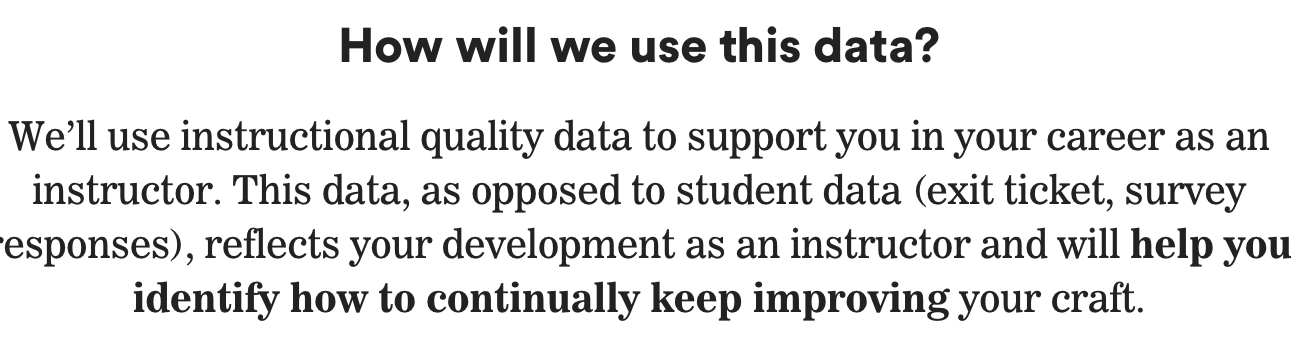 How will we use this data?
We’ll use instructional quality data to support you in your career as an
instructor. This data, as opposed to student data (exit ticket, survey
responses), reflects your development as an instructor and will help you
identify how to continually keep improving your craft.